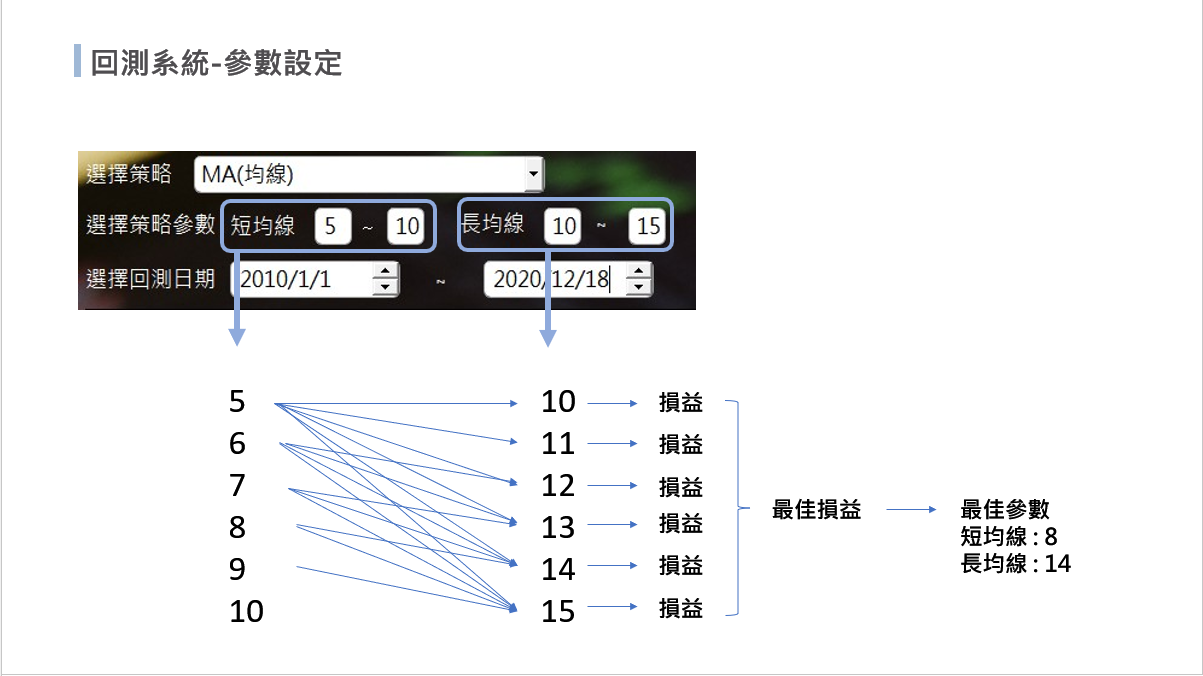 回測系統-參數設定
選擇策略 MA(均線)
選擇策略參數 短均線 5 ~ 10 長均線 10 ~ 15
選擇回測日期 2010/1/1 ~ 2020/12/18
5 10 損益
6 11 損益
7 12 損益
8 13 損益
9 14 損益
10 15 損益
最佳損益
最佳參數
短均線 : 8
長均線 : 14